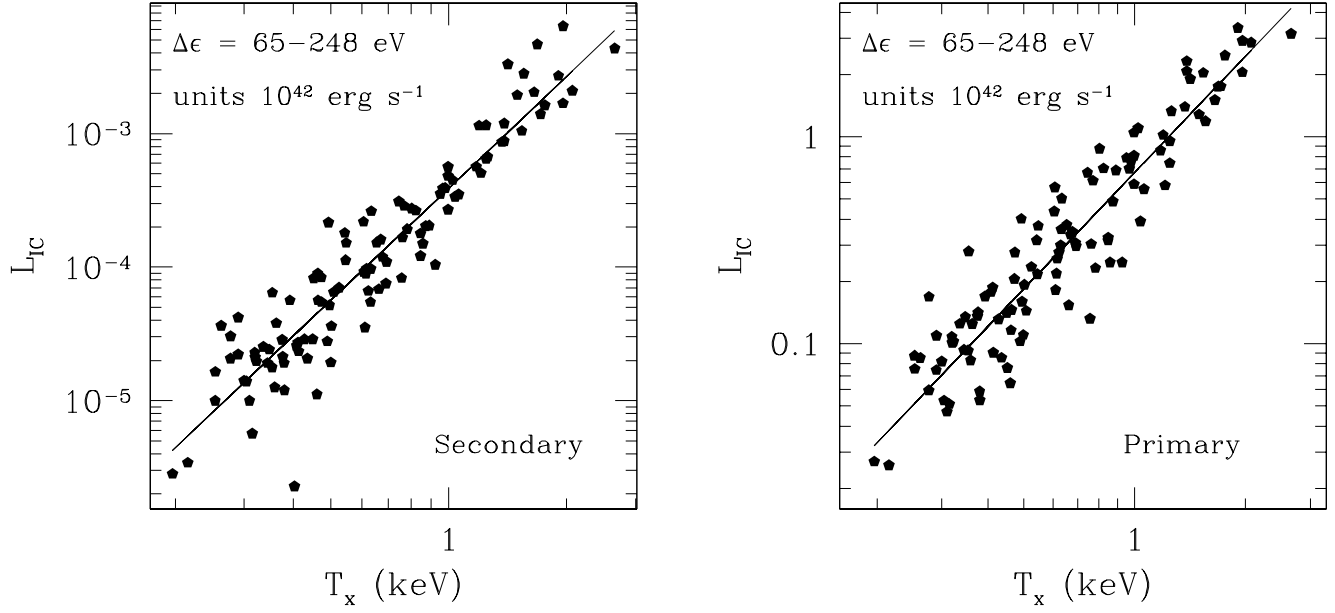 Δϵ = 65−248 eV
units 10⁴² erg s⁻¹
10⁻³
10⁻⁴
10⁻⁵
L_IC
Secondary
1
T_x (keV)
Δϵ = 65−248 eV
units 10⁴² erg s⁻¹
1
0.1
L_IC
Primary
1
T_x (keV)